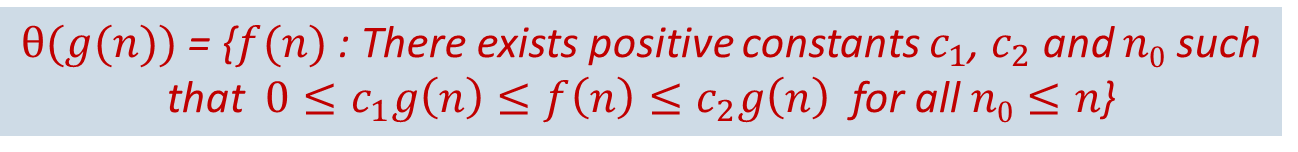 θ(g(n)) = {f(n) : There exists positive constants c₁, c₂ and n₀ such
that 0 ≤ c₁g(n) ≤ f(n) ≤ c₂g(n) for all n₀ ≤ n}